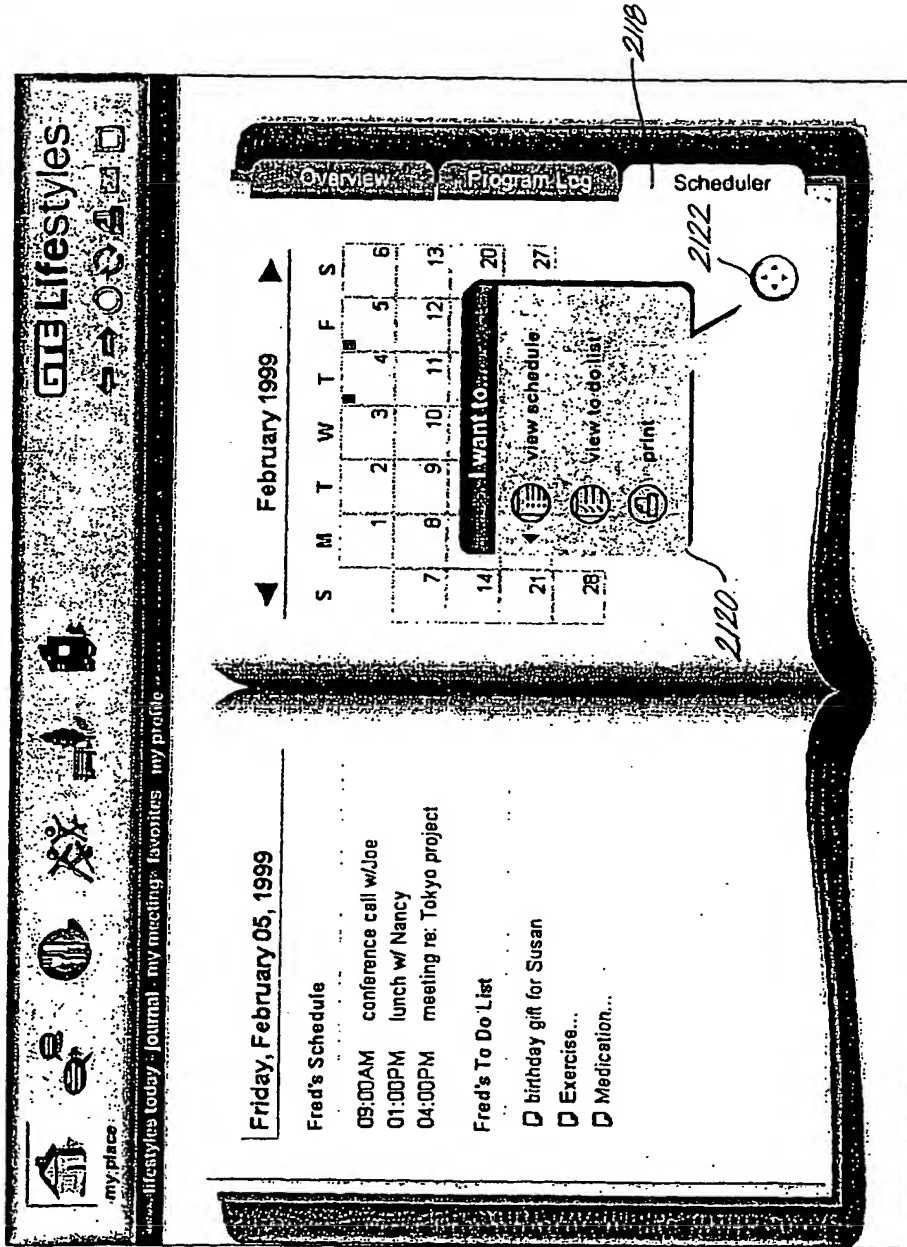 GTE Lifestyles
my place
lifestyles today · journal · my meeting · favorites my profile
Friday, February 05, 1999
Fred's Schedule
09:00AM conference call w/Joe
01:00PM lunch w/ Nancy
04:00PM meeting re: Tokyo project
Fred's To Do List
birthday gift for Susan
Exercise...
Medication...
February 1999
S M T W T F S
1 2 3 4 5 6
7 8 9 10 11 12 13
14 20
21 27
28
I want to...
view schedule
view to do list
print
Overview
Program Log
Scheduler
2118
2120
2122